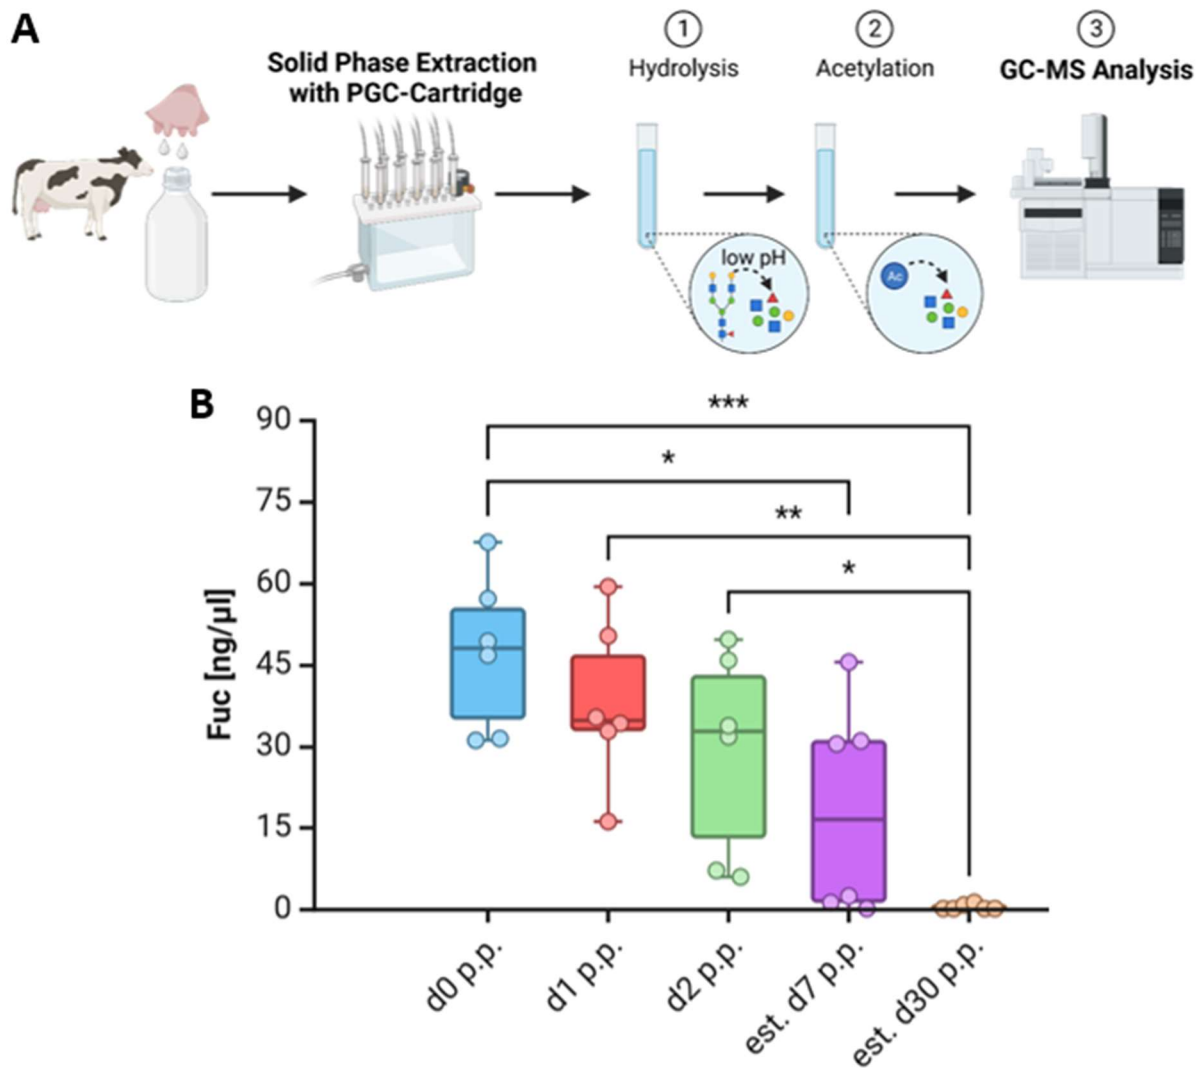 A
Solid Phase Extraction
with PGC-Cartridge
1
Hydrolysis
2
Acetylation
3
GC-MS Analysis
low pH
Ac
B
Fuc [ng/µl]
90
75
60
45
30
15
0
***
*
**
*
d0 p.p.
d1 p.p.
d2 p.p.
est. d7 p.p.
est. d30 p.p.